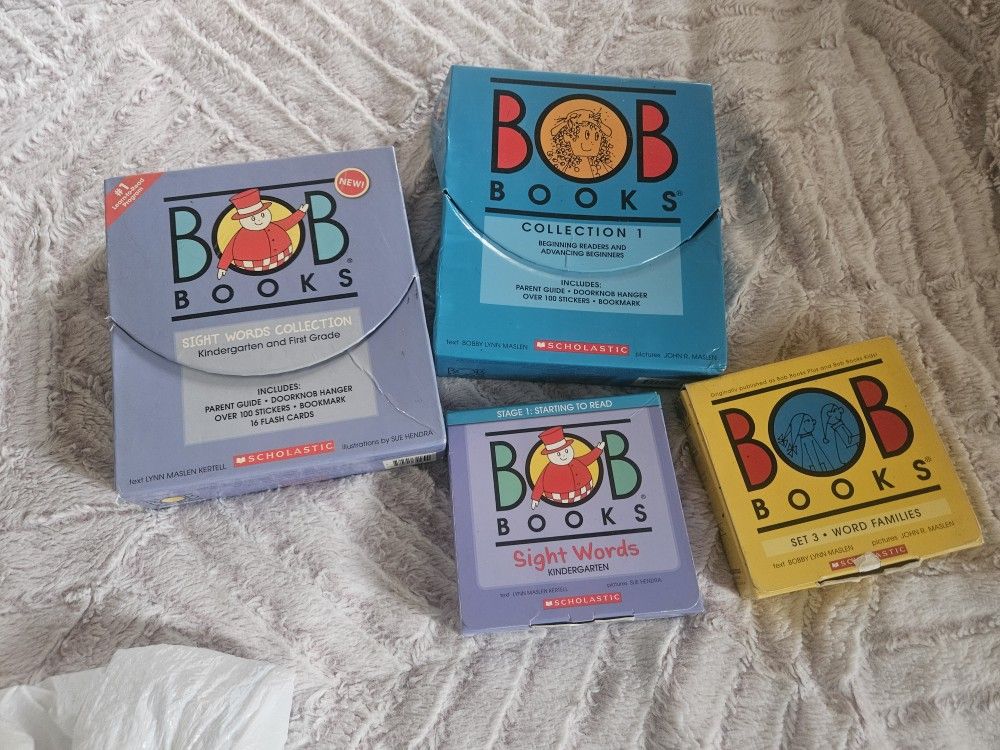 #1
Learn-to-Read
Program
NEW!
BOB
BOOKS®
SIGHT WORDS COLLECTION
Kindergarten and First Grade
INCLUDES:
PARENT GUIDE • DOORKNOB HANGER
OVER 100 STICKERS • BOOKMARK
16 FLASH CARDS
text LYNN MASLEN KERTELL
SCHOLASTIC
illustrations by SUE HENDRA
BOB
BOOKS®
COLLECTION 1
BEGINNING READERS AND
ADVANCING BEGINNERS
INCLUDES:
PARENT GUIDE • DOORKNOB HANGER
OVER 100 STICKERS • BOOKMARK
text BOBBY LYNN MASLEN
SCHOLASTIC
pictures JOHN R. MASLEN
BOB
STAGE 1: STARTING TO READ
BOB
BOOKS®
Sight Words
KINDERGARTEN
text LYNN MASLEN KERTELL
pictures SUE HENDRA
SCHOLASTIC
Originally published as Bob Books Plus and Bob Books Kids!
BOB
BOOKS®
SET 3 • WORD FAMILIES
text BOBBY LYNN MASLEN
pictures JOHN R. MASLEN
SCHOLASTIC